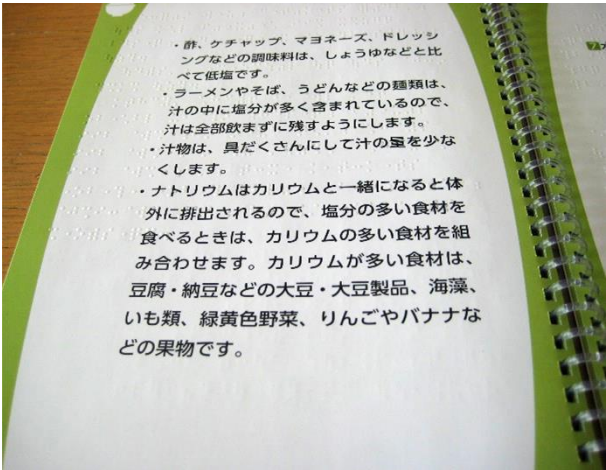 ・酢、ケチャップ、マヨネーズ、ドレッシ
ングなどの調味料は、しょうゆなどと比
べて低塩です。
・ラーメンやそば、うどんなどの麺類は、
汁の中に塩分が多く含まれているので、
汁は全部飲まずに残すようにします。
・汁物は、具だくさんにして汁の量を少な
くします。
・ナトリウムはカリウムと一緒になると体
外に排出されるので、塩分の多い食材を
食べるときは、カリウムの多い食材を組
み合わせます。カリウムが多い食材は、
豆腐・納豆などの大豆・大豆製品、海藻、
いも類、緑黄色野菜、りんごやバナナな
どの果物です。